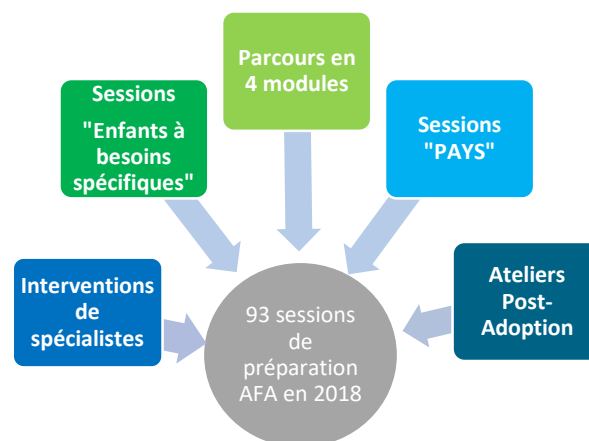 Parcours en
4 modules
Sessions
"Enfants à
besoins
spécifiques"
Sessions
"PAYS"
Interventions
de
spécialistes
Ateliers
Post-
Adoption
93 sessions
de
préparation
AFA en 2018